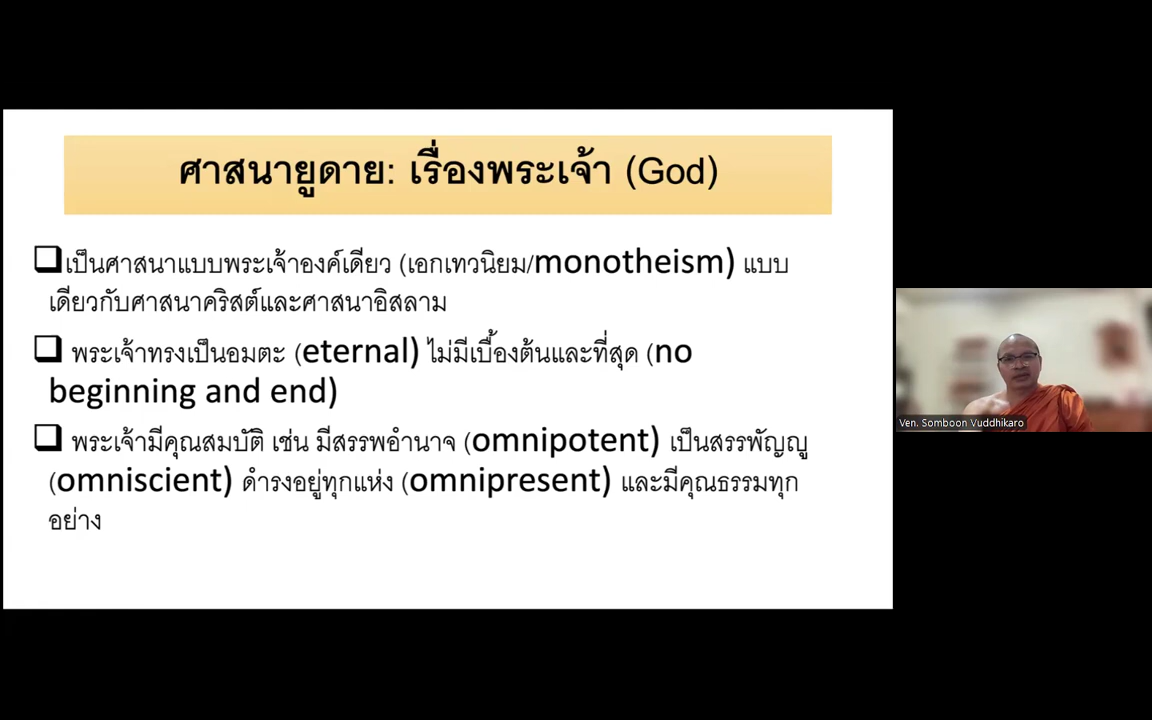 ศาสนายูดาย: เรื่องพระเจ้า (God)
เป็นศาสนาแบบพระเจ้าองค์เดียว (เอกเทวนิยม/monotheism) แบบ
เดียวกับศาสนาคริสต์และศาสนาอิสลาม
พระเจ้าทรงเป็นอมตะ (eternal) ไม่มีเบื้องต้นและที่สุด (no
beginning and end)
พระเจ้ามีคุณสมบัติ เช่น มีสรรพอำนาจ (omnipotent) เป็นสรรพัญญู
(omniscient) ดำรงอยู่ทุกแห่ง (omnipresent) และมีคุณธรรมทุก
อย่าง
Ven. Somboon Vuddhikaro